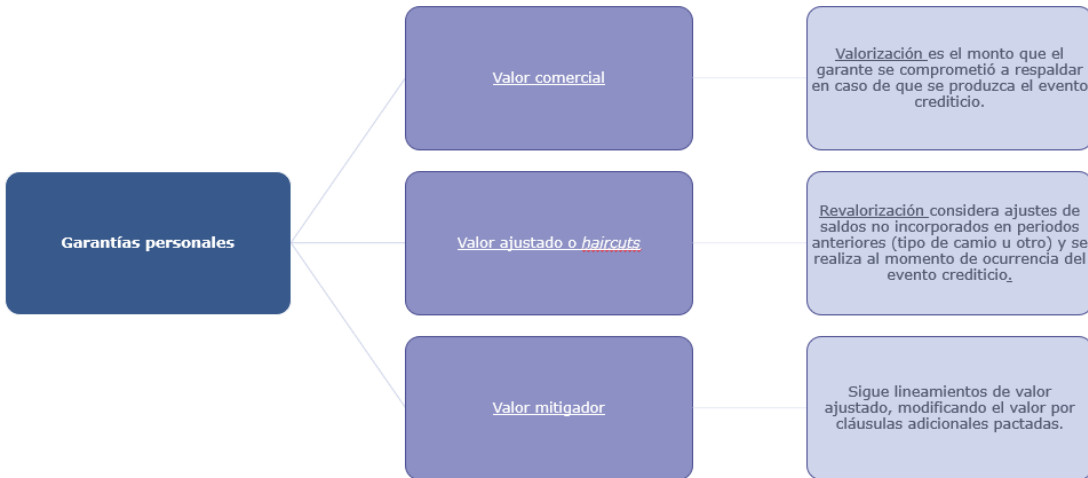 Garantías personales
Valor comercial
Valorización es el monto que el
garante se comprometió a respaldar
en caso de que se produzca el evento
crediticio.
Valor ajustado o haircuts
Revalorización considera ajustes de
saldos no incorporados en periodos
anteriores (tipo de camio u otro) y se
realiza al momento de ocurrencia del
evento crediticio.
Valor mitigador
Sigue lineamientos de valor
ajustado, modificando el valor por
cláusulas adicionales pactadas.